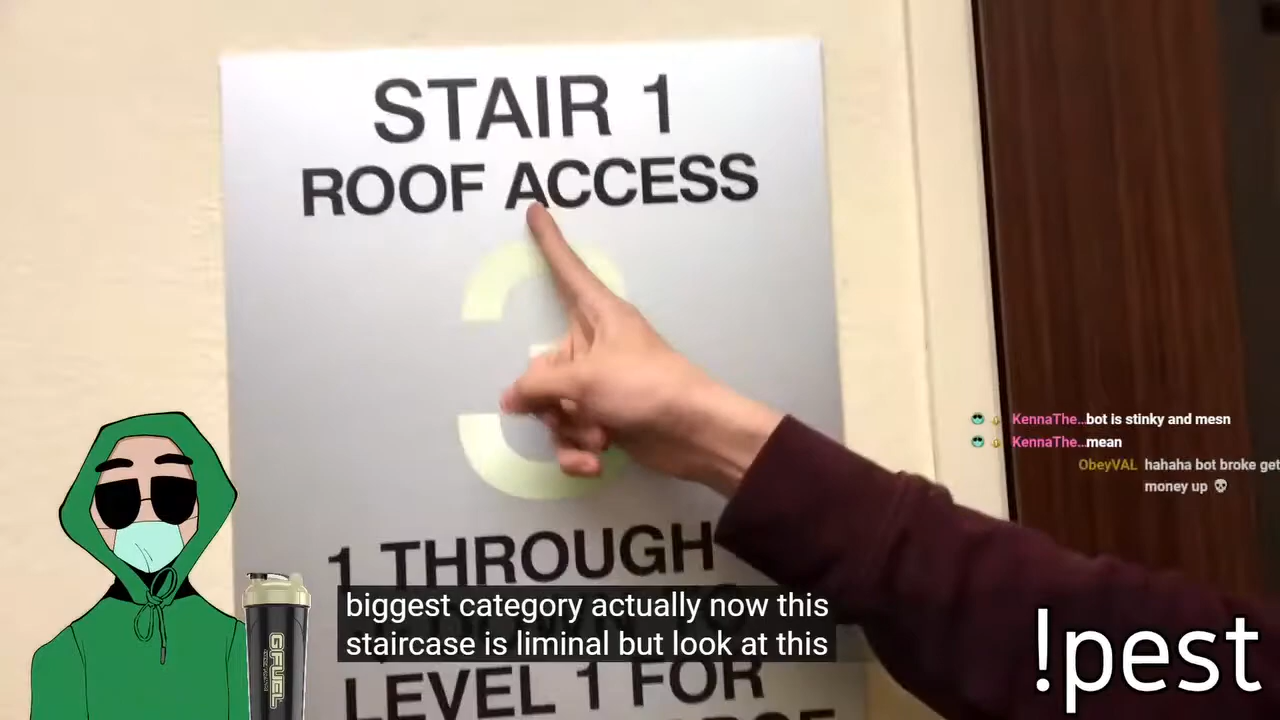 STAIR 1
ROOF ACCESS
3
1 THROUGH
LEVEL 1 FOR
biggest category actually now this
staircase is liminal but look at this
KennaThe...bot is stinky and mesn
KennaThe...mean
ObeyVAL hahaha bot broke get
money up 💀
GFUEL
!pest